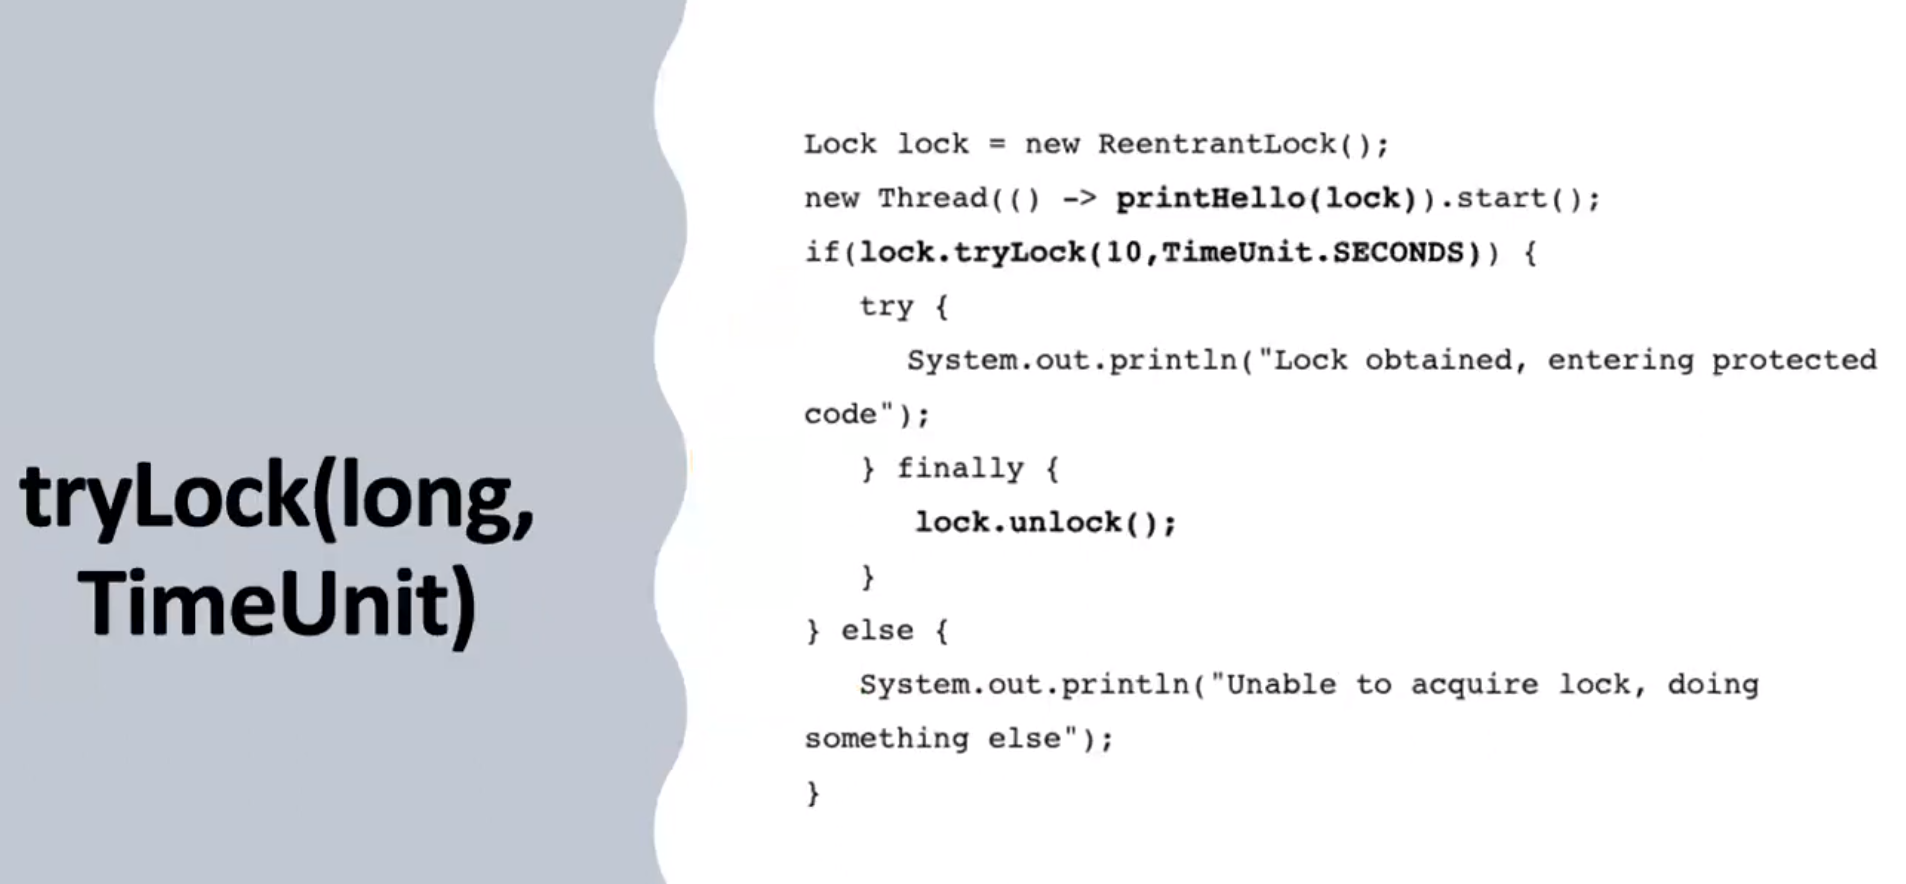 tryLock(long,
TimeUnit)
Lock lock = new ReentrantLock();
new Thread(() -> printHello(lock)).start();
if(lock.tryLock(10,TimeUnit.SECONDS)) {
try {
System.out.println("Lock obtained, entering protected
code");
} finally {
lock.unlock();
}
} else {
System.out.println("Unable to acquire lock, doing
something else");
}